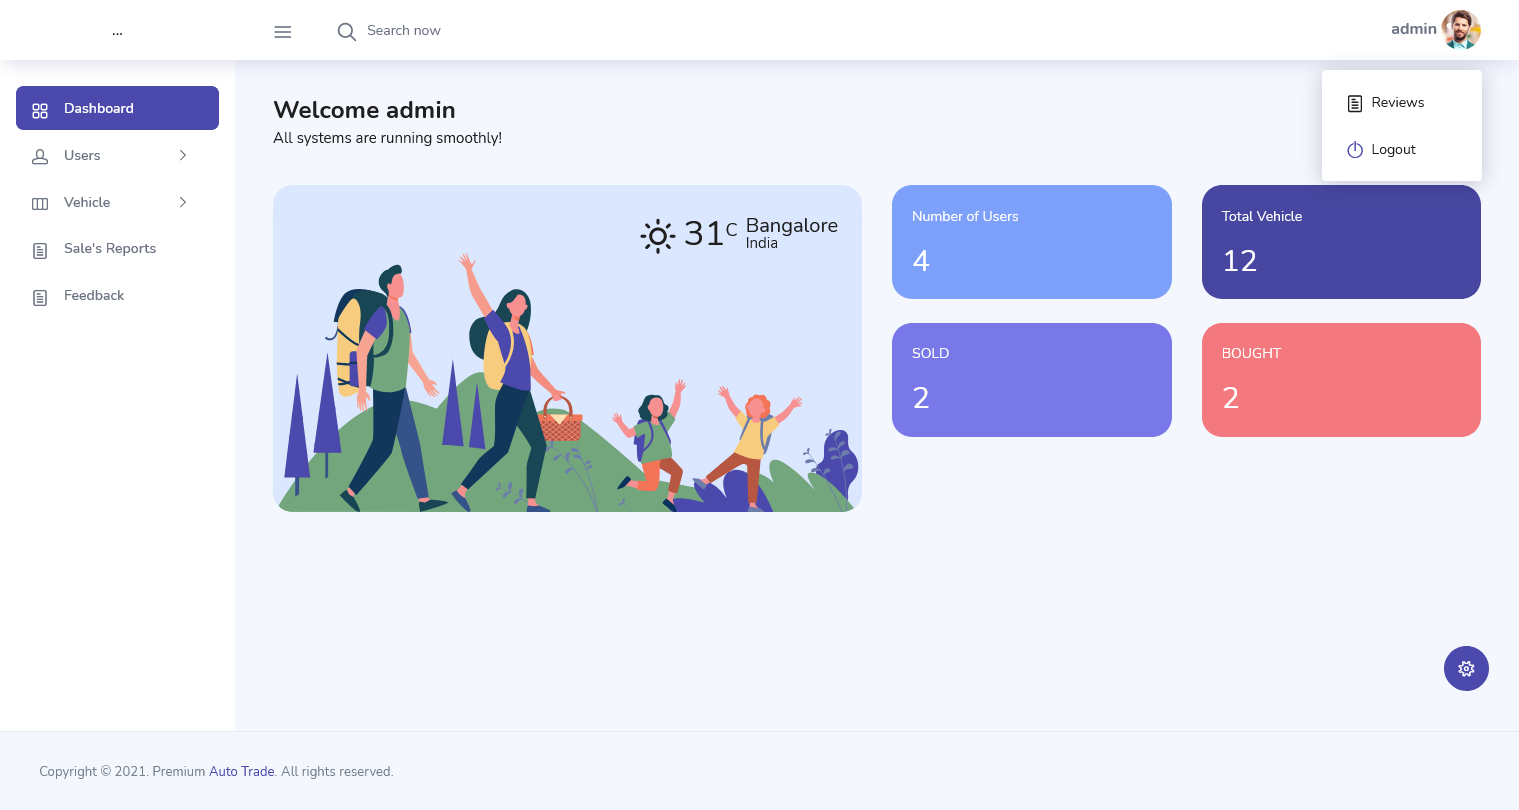 ...
Search now
admin
Reviews
Logout
Dashboard
Users
Vehicle
Sale's Reports
Feedback
Welcome admin
All systems are running smoothly!
31C Bangalore
India
Number of Users
4
Total Vehicle
12
SOLD
2
BOUGHT
2
Copyright © 2021. Premium Auto Trade. All rights reserved.